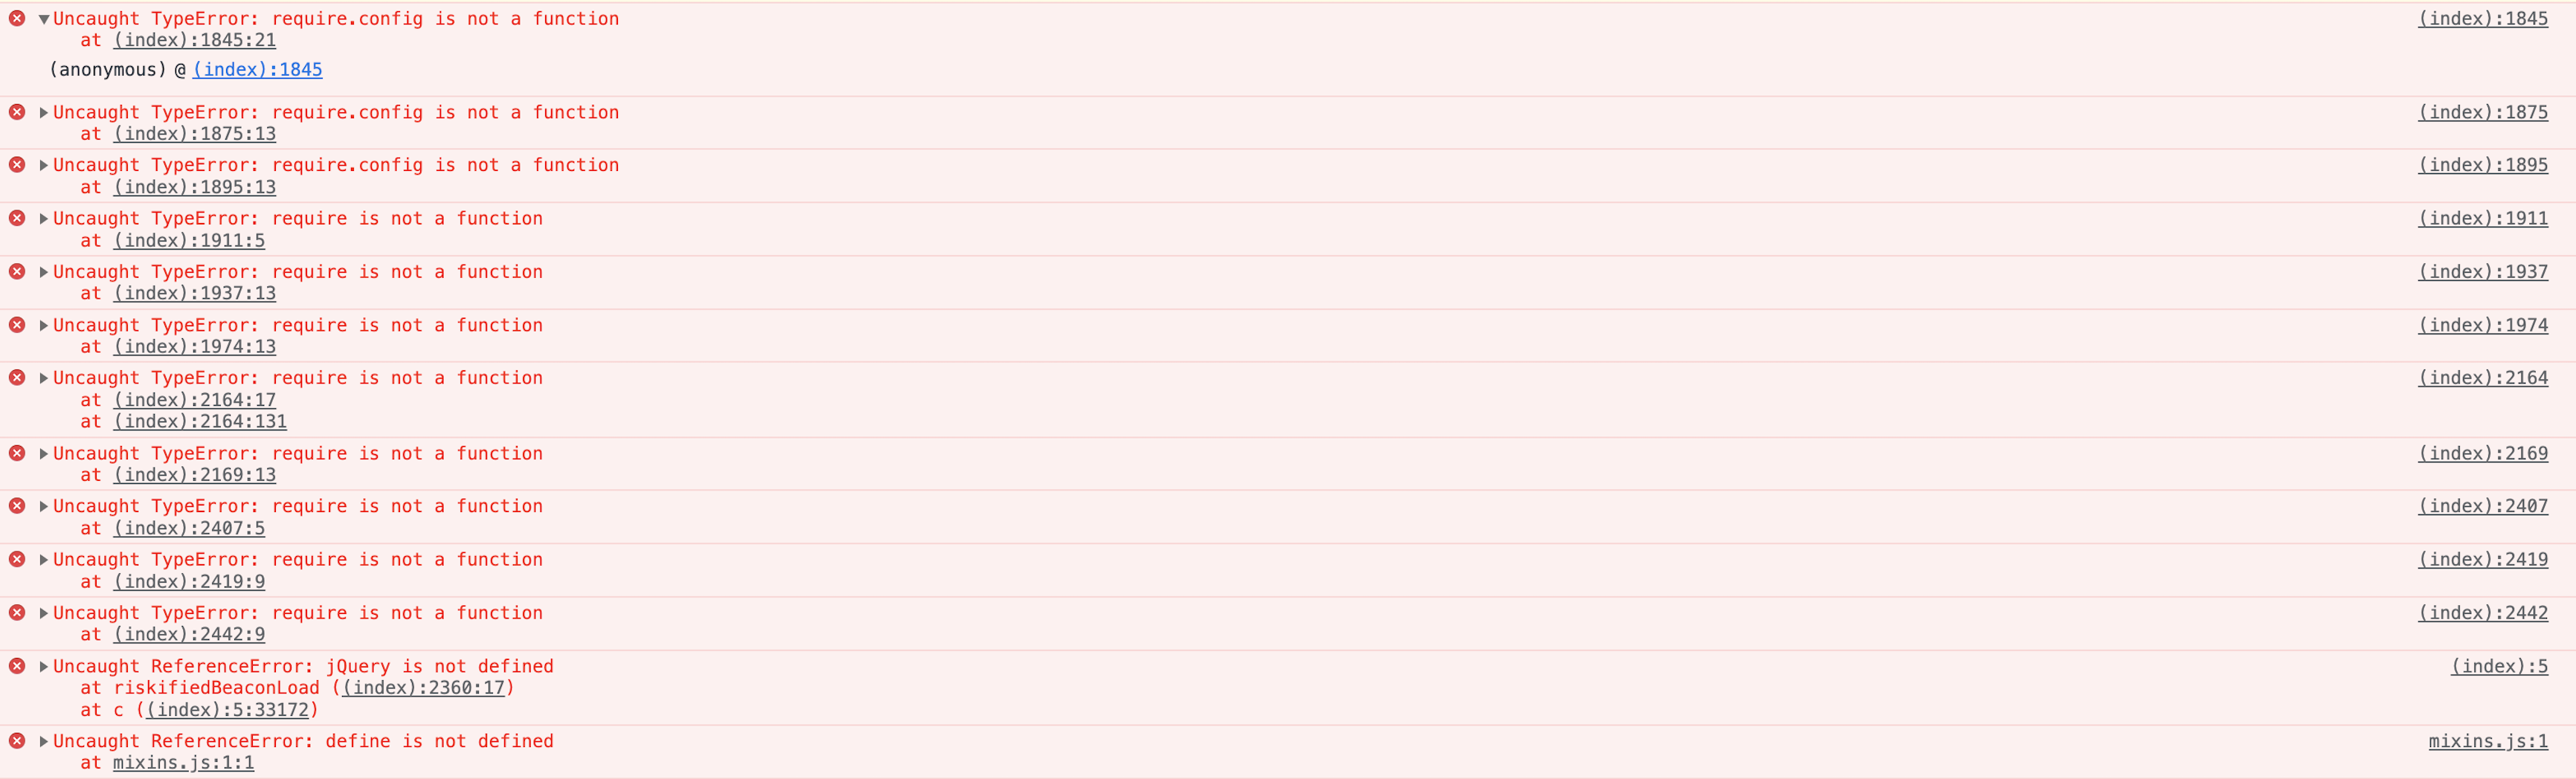 Uncaught TypeError: require.config is not a function (index):1845
at (index):1845:21
(anonymous) @ (index):1845
Uncaught TypeError: require.config is not a function (index):1875
at (index):1875:13
Uncaught TypeError: require.config is not a function (index):1895
at (index):1895:13
Uncaught TypeError: require is not a function (index):1911
at (index):1911:5
Uncaught TypeError: require is not a function (index):1937
at (index):1937:13
Uncaught TypeError: require is not a function (index):1974
at (index):1974:13
Uncaught TypeError: require is not a function (index):2164
at (index):2164:17
at (index):2164:131
Uncaught TypeError: require is not a function (index):2169
at (index):2169:13
Uncaught TypeError: require is not a function (index):2407
at (index):2407:5
Uncaught TypeError: require is not a function (index):2419
at (index):2419:9
Uncaught TypeError: require is not a function (index):2442
at (index):2442:9
Uncaught ReferenceError: jQuery is not defined (index):5
at riskifiedBeaconLoad ((index):2360:17)
at c ((index):5:33172)
Uncaught ReferenceError: define is not defined mixins.js:1
at mixins.js:1:1